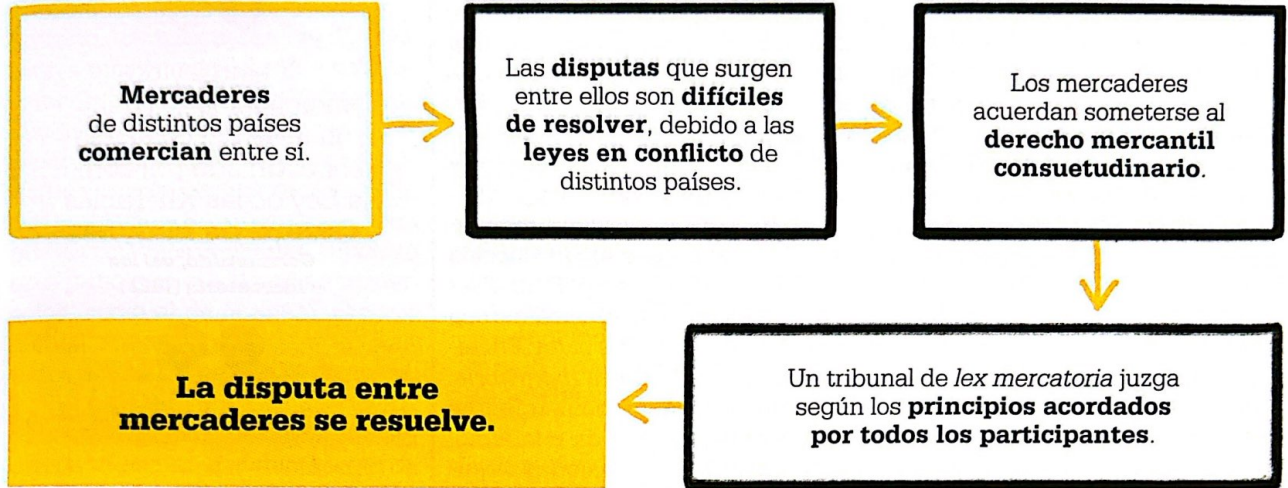 Mercaderes
de distintos países
comercian entre sí.
Las disputas que surgen
entre ellos son difíciles
de resolver, debido a las
leyes en conflicto de
distintos países.
Los mercaderes
acuerdan someterse al
derecho mercantil
consuetudinario.
Un tribunal de lex mercatoria juzga
según los principios acordados
por todos los participantes.
La disputa entre
mercaderes se resuelve.